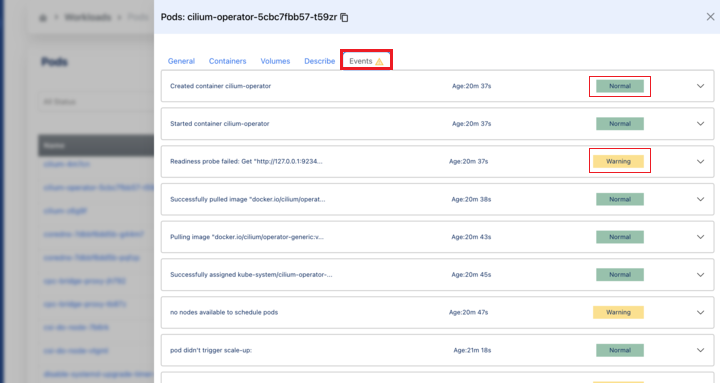 Pods: cilium-operator-5cbc7fbb57-t59zr
Workloads
Pods
General Containers Volumes Describe Events
Pods
Created container cilium-operator Age:20m 37s Normal
All Status
Started container cilium-operator Age:20m 37s Normal
Name
Readiness probe failed: Get "http://127.0.0.1:9234... Age:20m 37s Warning
Successfully pulled image "docker.io/cilium/operat... Age:20m 38s Normal
Pulling image "docker.io/cilium/operator-generic:v... Age:20m 43s Normal
Successfully assigned kube-system/cilium-operator-... Age:20m 45s Normal
no nodes available to schedule pods Age:20m 47s Warning
pod didn't trigger scale-up: Age:21m 18s Normal